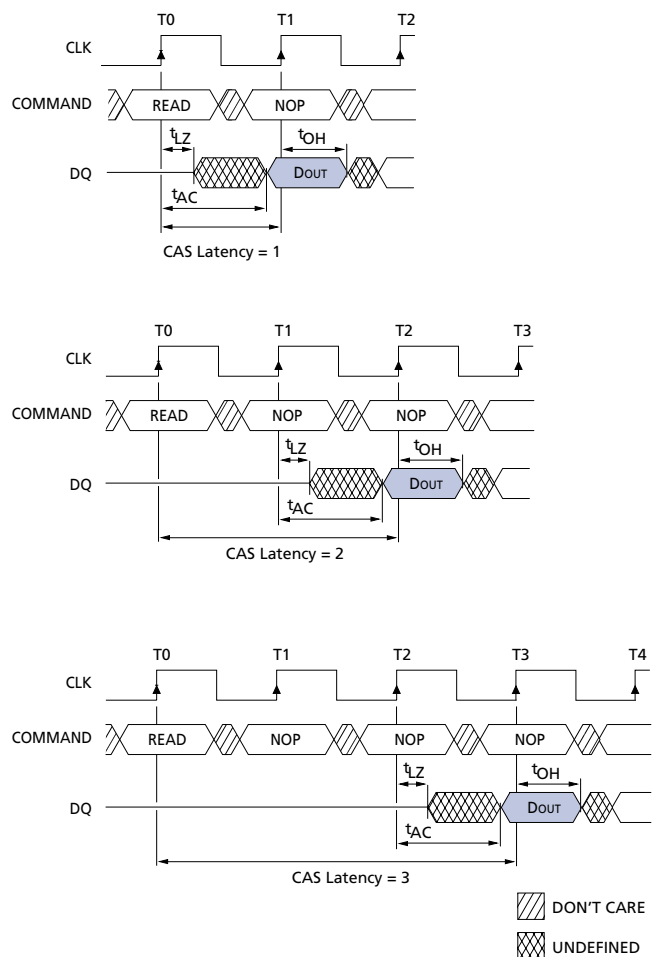 T0 T1 T2
CLK
COMMAND READ NOP
tLZ tOH
DQ DOUT
tAC
CAS Latency = 1
T0 T1 T2 T3
CLK
COMMAND READ NOP NOP
tLZ tOH
DQ DOUT
tAC
CAS Latency = 2
T0 T1 T2 T3 T4
CLK
COMMAND READ NOP NOP NOP
tLZ tOH
DQ DOUT
tAC
CAS Latency = 3
DON'T CARE
UNDEFINED